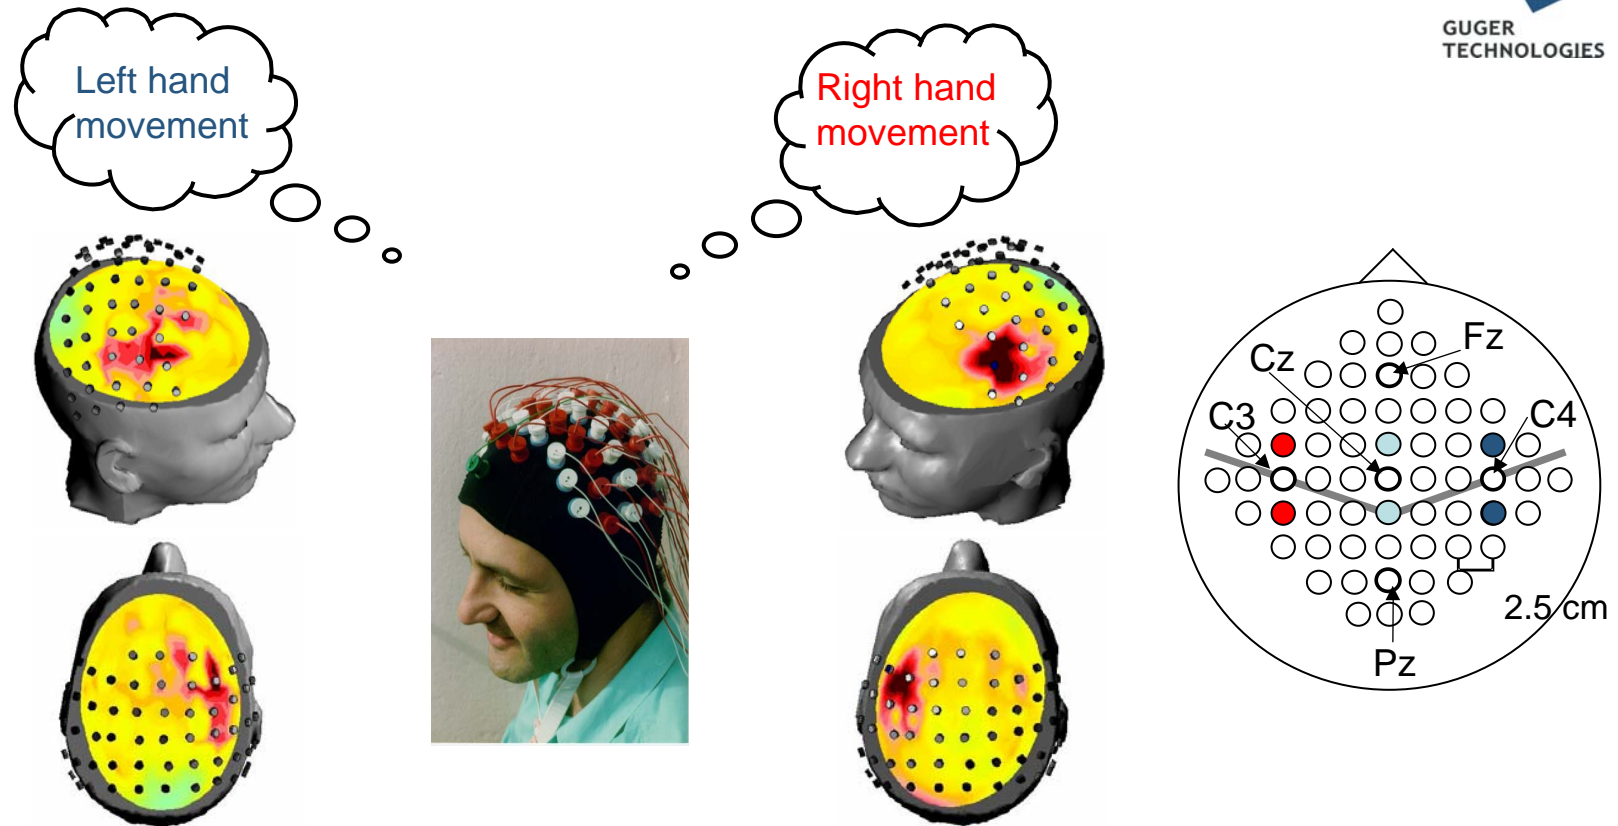 GUGER
TECHNOLOGIES
Left hand
movement
Right hand
movement
Fz
Cz
C3
C4
2.5 cm
Pz